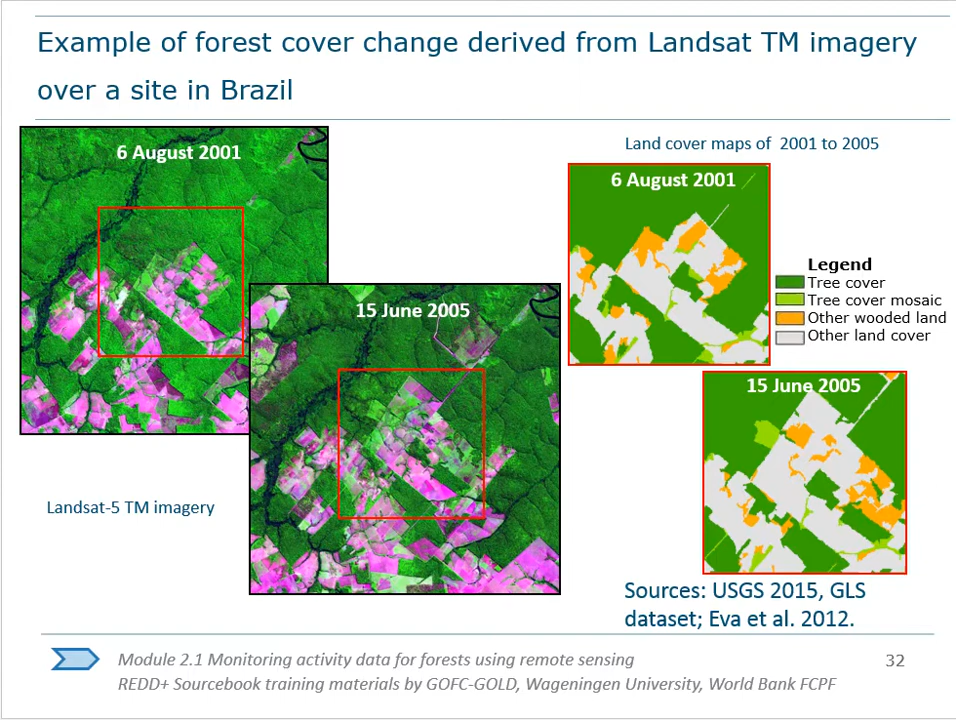 Example of forest cover change derived from Landsat TM imagery
over a site in Brazil
6 August 2001
15 June 2005
Landsat-5 TM imagery
Land cover maps of 2001 to 2005
6 August 2001
Legend
Tree cover
Tree cover mosaic
Other wooded land
Other land cover
15 June 2005
Sources: USGS 2015, GLS
dataset; Eva et al. 2012.
Module 2.1 Monitoring activity data for forests using remote sensing
REDD+ Sourcebook training materials by GOFC-GOLD, Wageningen University, World Bank FCPF
32